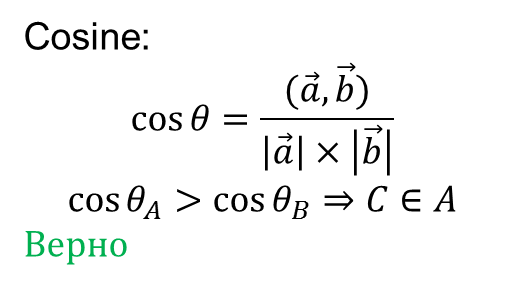 Cosine:
cos θ = (a⃗, b⃗) / |a⃗| × |b⃗|
cos θ_A > cos θ_B ⇒ C ∈ A
Верно